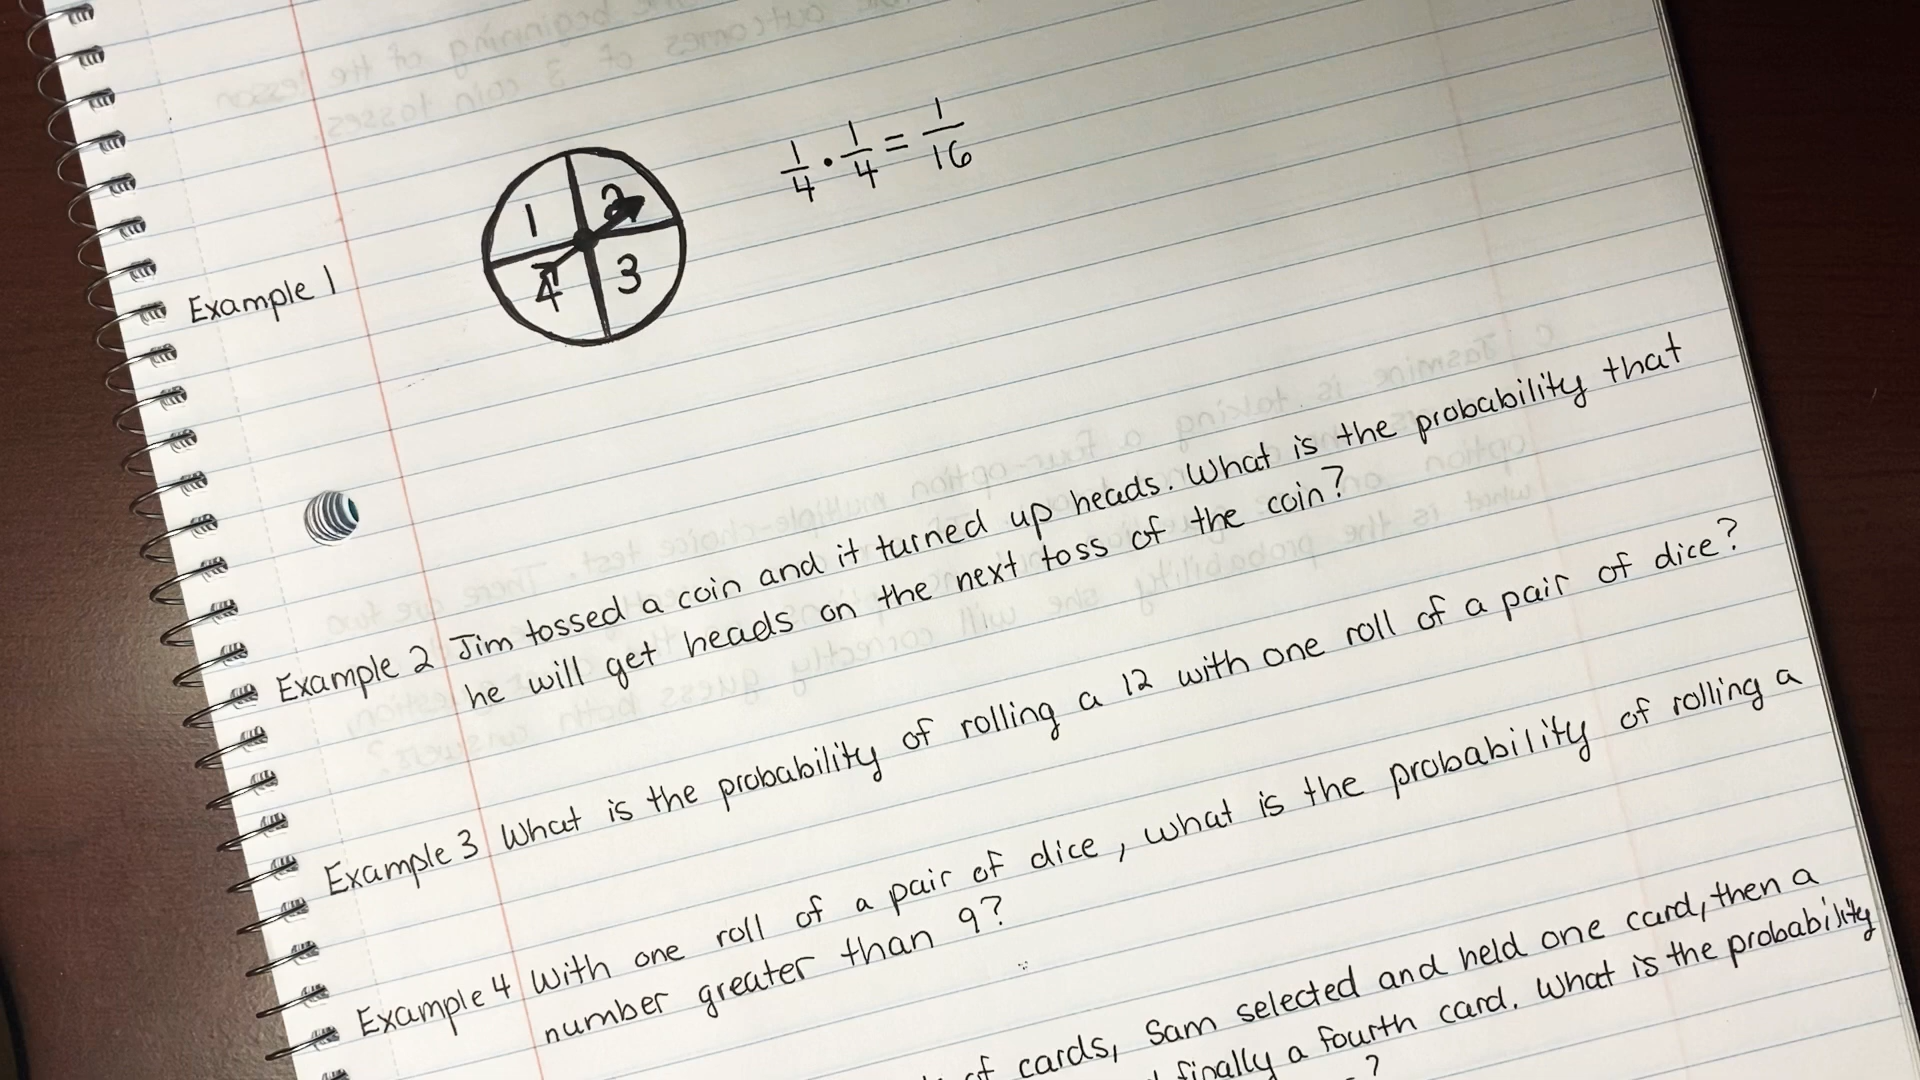 1/4 · 1/4 = 1/16
1 2
4 3
Example 1
Example 2 Jim tossed a coin and it turned up heads. What is the probability that
he will get heads on the next toss of the coin?
Example 3 What is the probability of rolling a 12 with one roll of a pair of dice?
Example 4 With one roll of a pair of dice, what is the probability of rolling a
number greater than 9?
of cards, Sam selected and held one card, then a
finally a fourth card. What is the probability
?